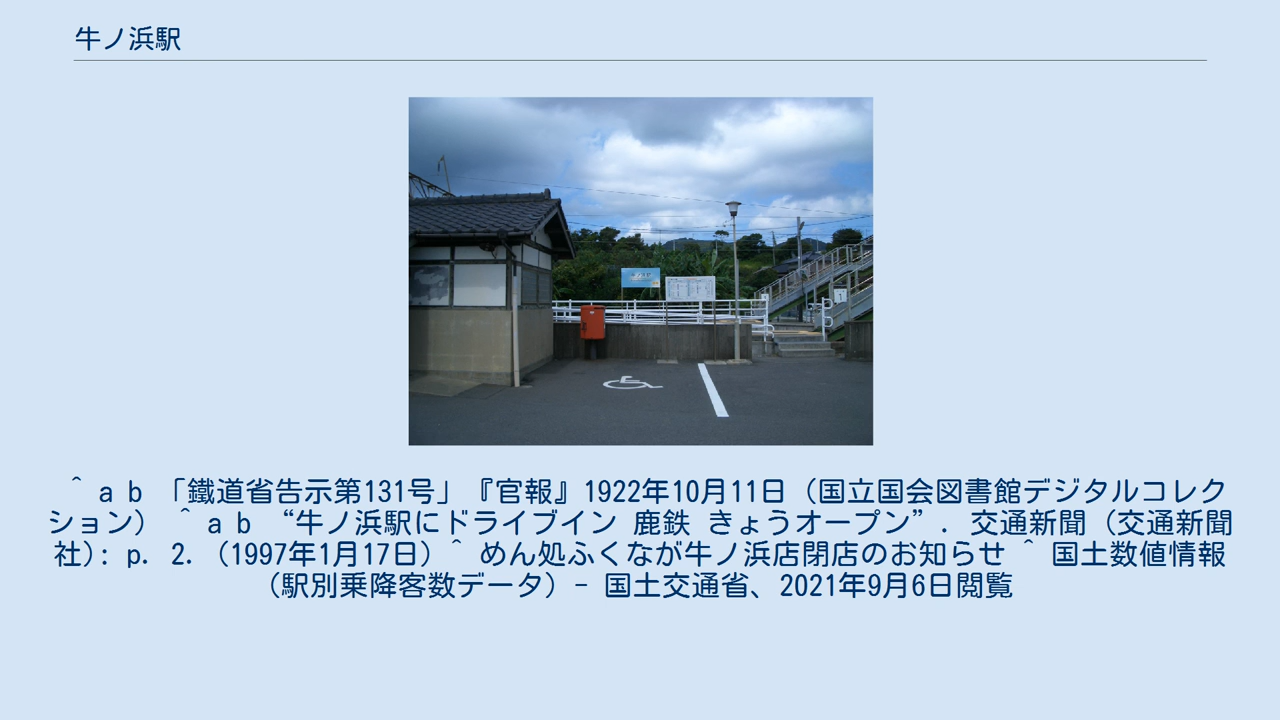 牛ノ浜駅
牛ノ浜駅
^ a b 「鐵道省告示第131号」『官報』1922年10月11日（国立国会図書館デジタルコレク
ション） ^ a b “牛ノ浜駅にドライブイン 鹿鉄 きょうオープン”. 交通新聞 (交通新聞
社): p. 2. (1997年1月17日) ^ めん処ふくなが牛ノ浜店閉店のお知らせ ^ 国土数値情報
（駅別乗降客数データ）- 国土交通省、2021年9月6日閲覧